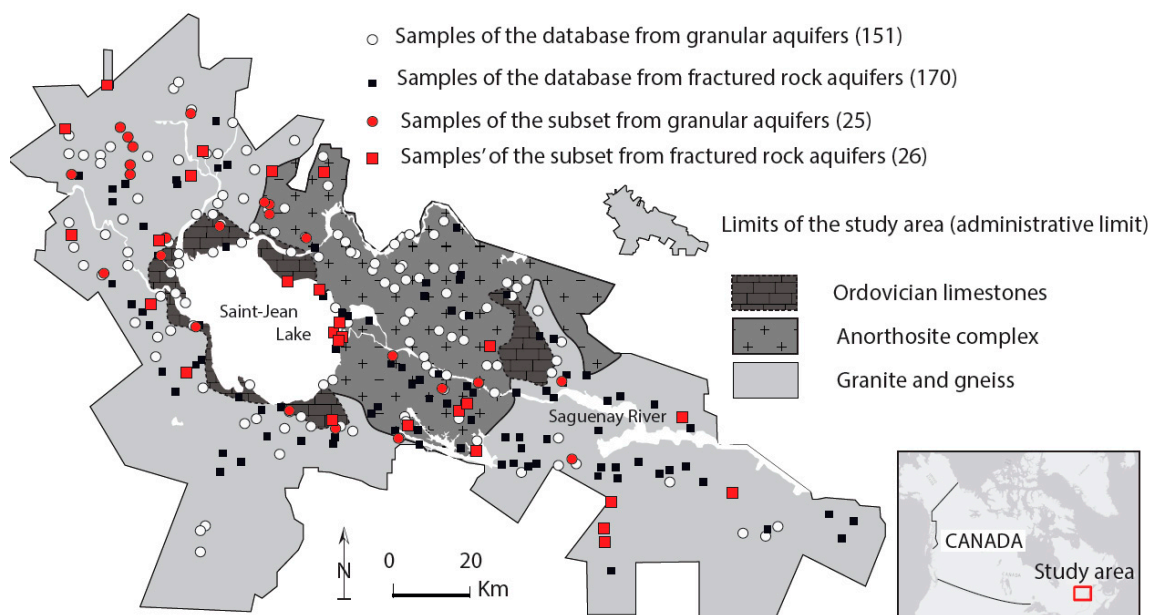 Samples of the database from granular aquifers (151)
Samples of the database from fractured rock aquifers (170)
Samples of the subset from granular aquifers (25)
Samples' of the subset from fractured rock aquifers (26)
Limits of the study area (administrative limit)
Ordovician limestones
Anorthosite complex
Granite and gneiss
Saint-Jean
Lake
Saguenay River
N
0 20
Km
CANADA
Study area